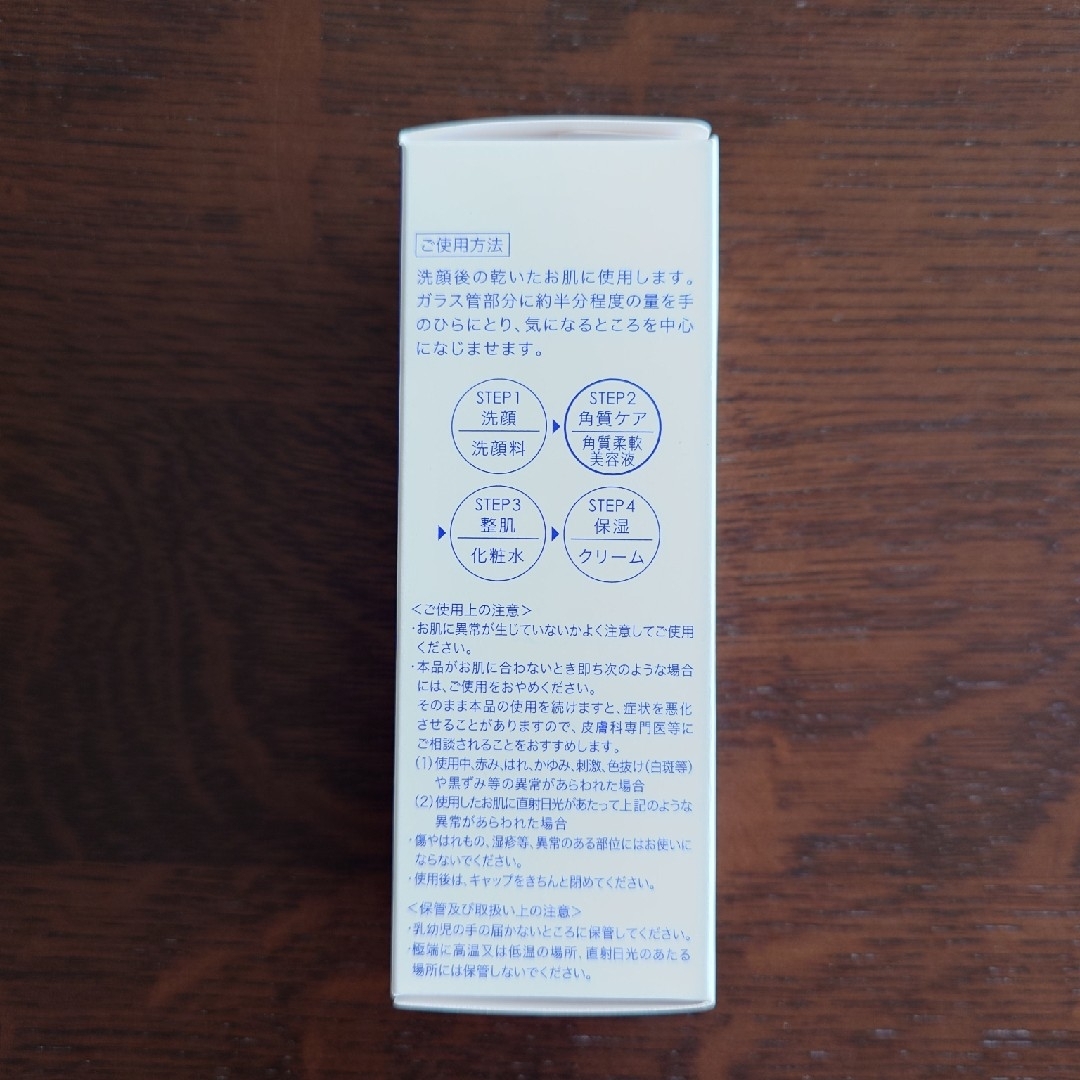 ご使用方法
洗顔後の乾いたお肌に使用します。
ガラス管部分に約半分程度の量を手
のひらにとり、気になるところを中心
になじませます。
STEP1
洗顔
洗顔料
STEP2
角質ケア
角質柔軟
美容液
STEP3
整肌
化粧水
STEP4
保湿
クリーム
＜ご使用上の注意＞
・お肌に異常が生じていないかよく注意してご使用
ください。
・本品がお肌に合わないとき即ち次のような場合
には、ご使用をおやめください。
そのまま本品の使用を続けますと、症状を悪化
させることがありますので、皮膚科専門医等に
ご相談されることをおすすめします。
(1)使用中、赤み、はれ、かゆみ、刺激、色抜け(白斑等)
や黒ずみ等の異常があらわれた場合
(2)使用したお肌に直射日光があたって上記のような
異常があらわれた場合
・傷やはれもの、湿疹等、異常のある部位にはお使いに
ならないでください。
・使用後は、キャップをきちんと閉めてください。
＜保管及び取扱い上の注意＞
・乳幼児の手の届かないところに保管してください。
・極端に高温又は低温の場所、直射日光のあたる
場所には保管しないでください。